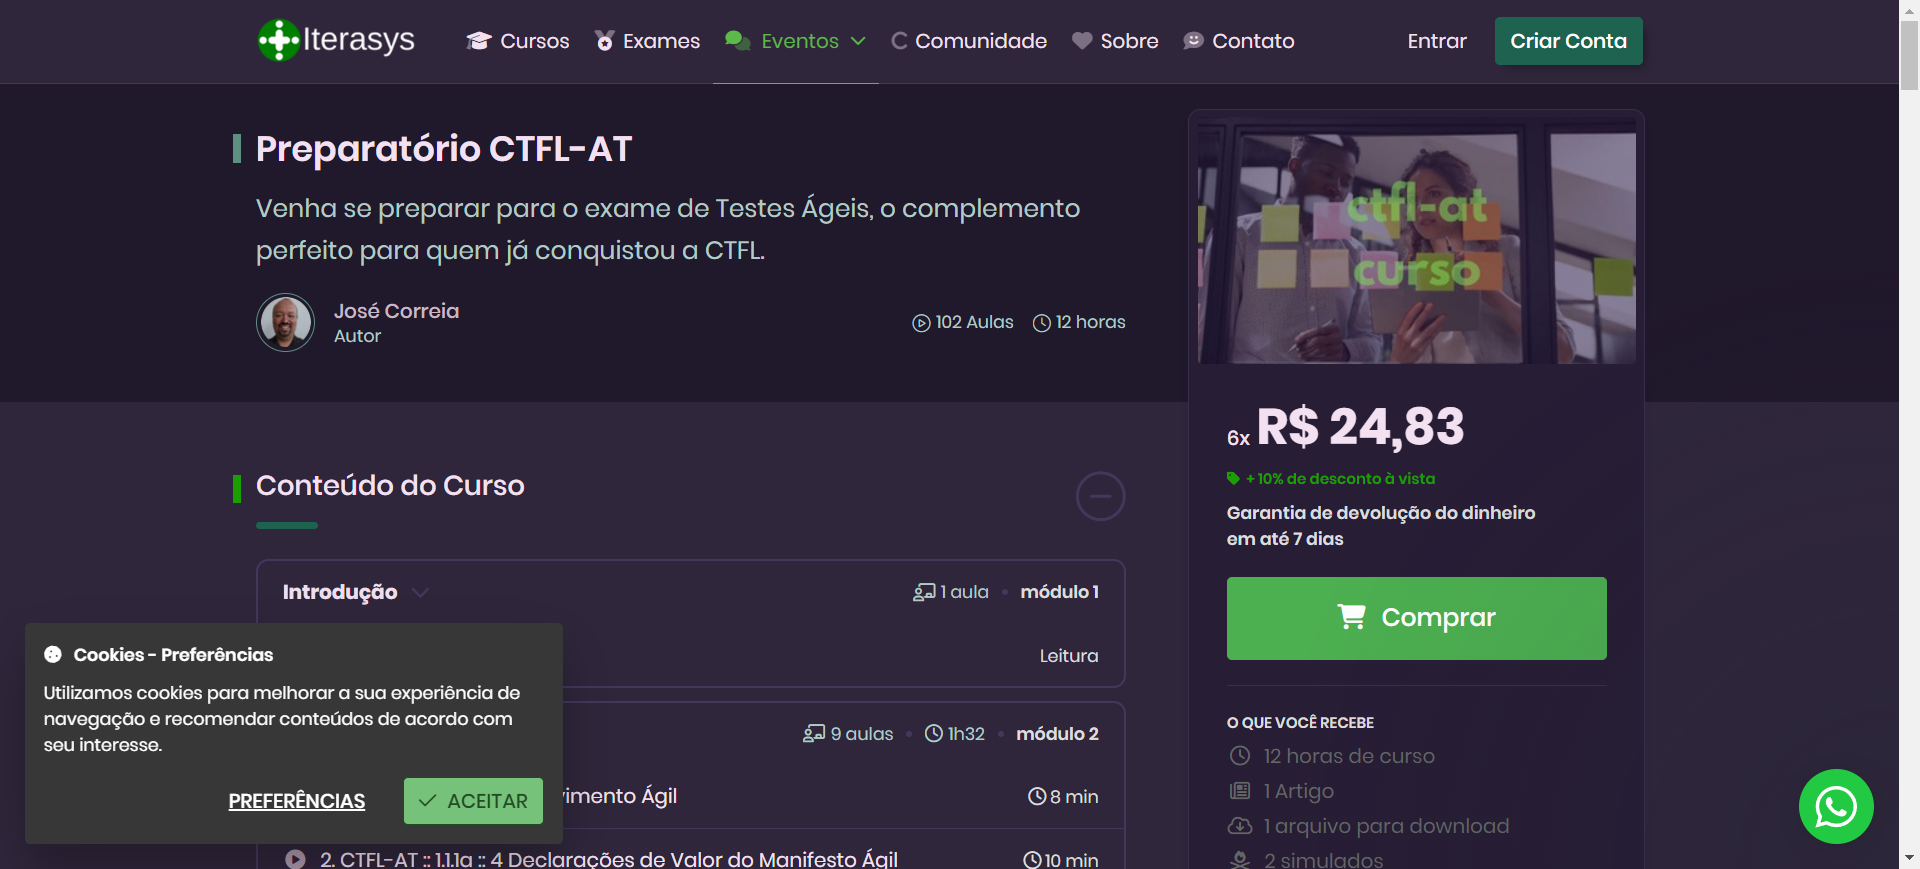 Iterasys
Cursos
Exames
Eventos
Comunidade
Sobre
Contato
Entrar
Criar Conta
Preparatório CTFL-AT
Venha se preparar para o exame de Testes Ágeis, o complemento
perfeito para quem já conquistou a CTFL.
José Correia
Autor
102 Aulas
12 horas
ctfl-at
curso
6x R$ 24,83
+ 10% de desconto à vista
Garantia de devolução do dinheiro
em até 7 dias
Comprar
O QUE VOCÊ RECEBE
12 horas de curso
1 Artigo
1 arquivo para download
2 simulados
Conteúdo do Curso
Introdução
1 aula • módulo 1
Leitura
9 aulas • 1h32 • módulo 2
vimento Ágil
8 min
2. CTFL-AT :: 1.1.1a :: 4 Declarações de Valor do Manifesto Ágil
10 min
Cookies - Preferências
Utilizamos cookies para melhorar a sua experiência de
navegação e recomendar conteúdos de acordo com
seu interesse.
PREFERÊNCIAS
ACEITAR